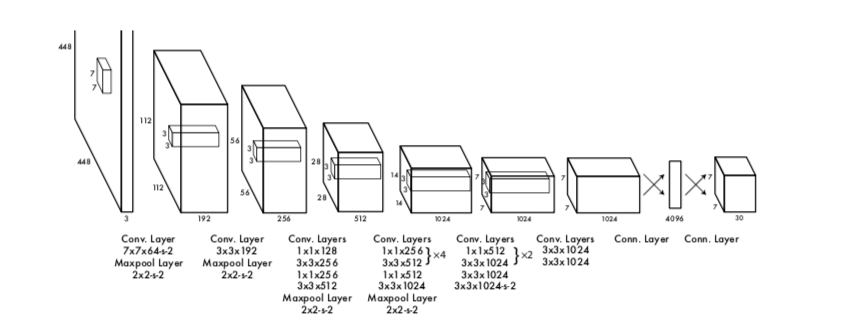 448
7
7
448
3
112
3
3
112
192
56
3
3
56
256
28
3
3
28
512
14
3
3
14
1024
7
3
3
7
1024
7
7
1024
4096
7
7
30
Conv. Layer
7x7x64-s-2
Maxpool Layer
2x2-s-2
Conv. Layer
3x3x192
Maxpool Layer
2x2-s-2
Conv. Layers
1x1x128
3x3x256
1x1x256
3x3x512
Maxpool Layer
2x2-s-2
Conv. Layers
1x1x256
3x3x512 }×4
1x1x512
3x3x1024
Maxpool Layer
2x2-s-2
Conv. Layers
1x1x512
3x3x1024 }×2
3x3x1024
3x3x1024-s-2
Conv. Layers
3x3x1024
3x3x1024
Conn. Layer
Conn. Layer